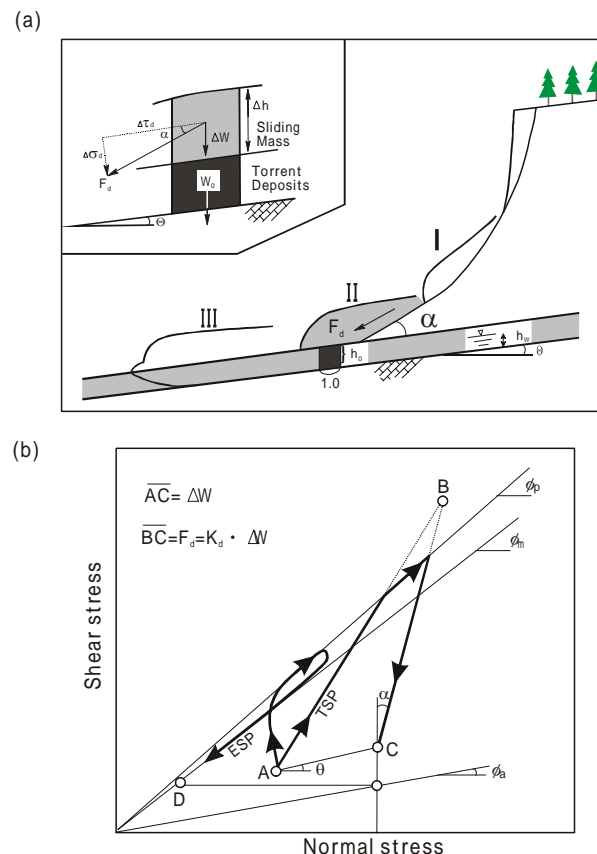 (a)
Δh
Sliding
Mass
Δτd
α
ΔW
Δσd
Fd
Torrent
Deposits
W0
Θ
I
II
III
Fd
α
hw
h0
θ
1.0
(b)
B
ϕp
AC= ΔW
ϕm
BC=Fd=Kd · ΔW
Shear stress
α
ESP
TSP
C
A
θ
D
ϕa
Normal stress